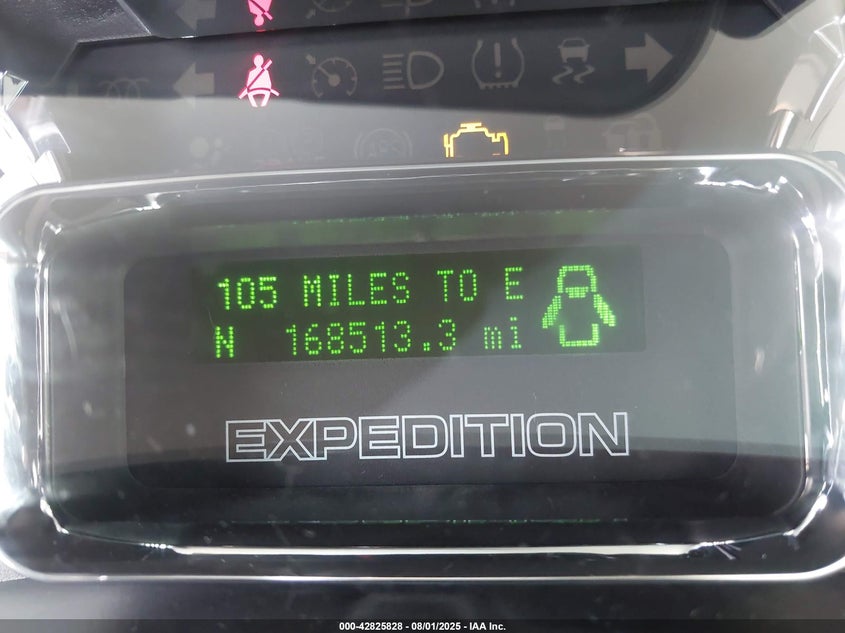 105 MILES TO E
N 168513.3 mi
EXPEDITION
000-42825828 - 08/01/2025 - IAA Inc.